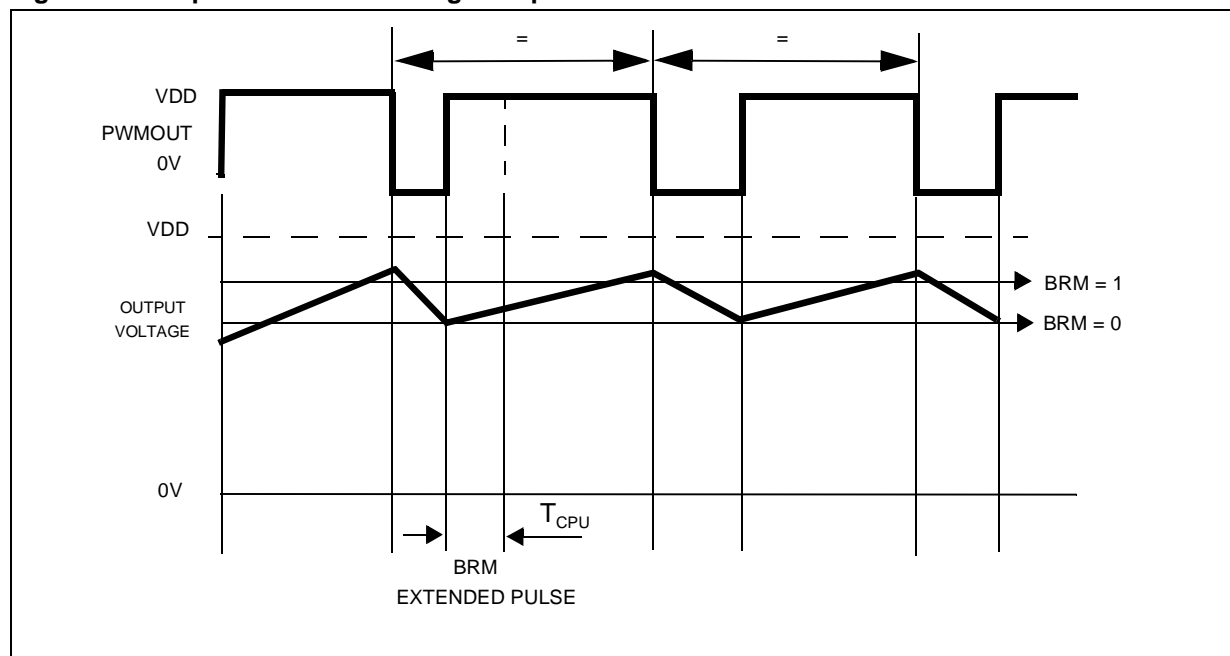 = =
VDD
PWMOUT
0V
VDD
BRM = 1
OUTPUT
VOLTAGE
BRM = 0
0V
TCPU
BRM
EXTENDED PULSE